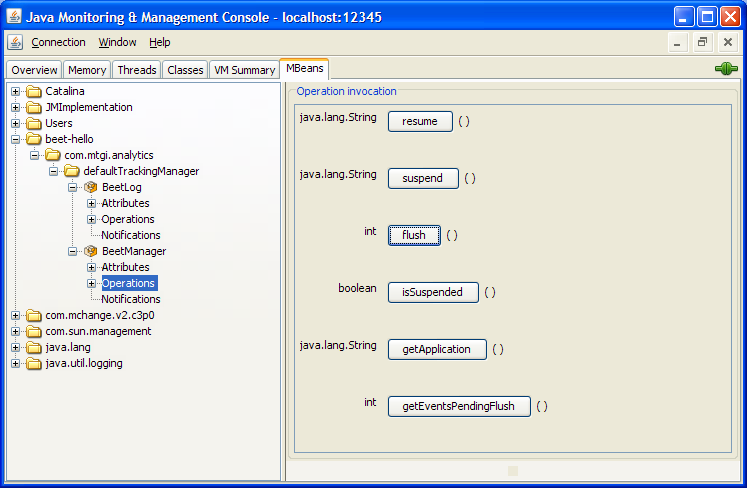 Java Monitoring & Management Console - localhost:12345
Connection Window Help
Overview Memory Threads Classes VM Summary MBeans
Catalina
JMImplementation
Users
beet-hello
com.mtgi.analytics
defaultTrackingManager
BeetLog
Attributes
Operations
Notifications
BeetManager
Attributes
Operations
Notifications
com.mchange.v2.c3p0
com.sun.management
java.lang
java.util.logging
Operation invocation
java.lang.String resume ( )
java.lang.String suspend ( )
int flush ( )
boolean isSuspended ( )
java.lang.String getApplication ( )
int getEventsPendingFlush ( )